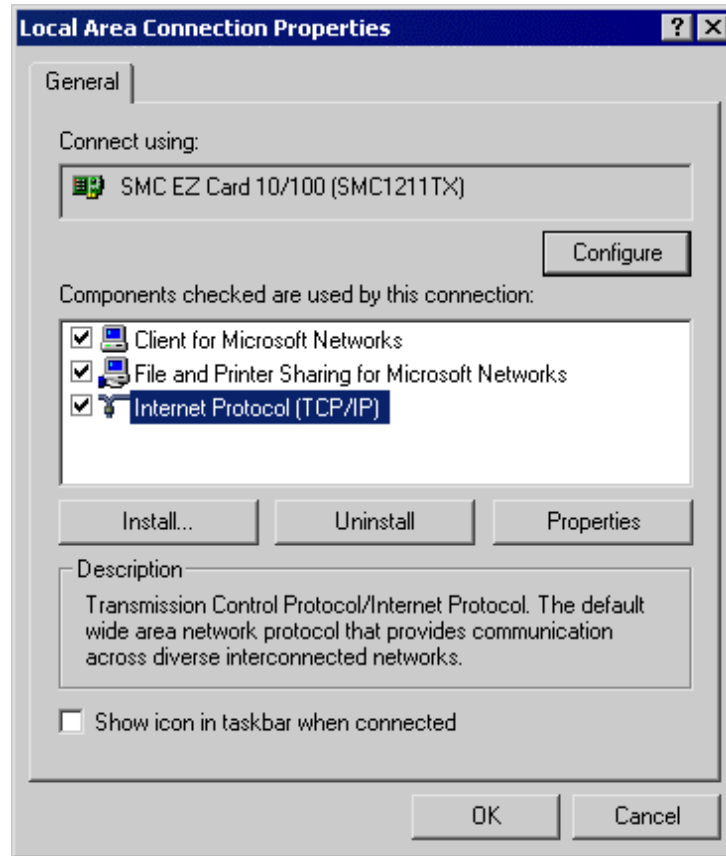 Local Area Connection Properties
General
Connect using:
SMC EZ Card 10/100 (SMC1211TX)
Configure
Components checked are used by this connection:
Client for Microsoft Networks
File and Printer Sharing for Microsoft Networks
Internet Protocol (TCP/IP)
Install...
Uninstall
Properties
Description
Transmission Control Protocol/Internet Protocol. The default
wide area network protocol that provides communication
across diverse interconnected networks.
Show icon in taskbar when connected
OK
Cancel